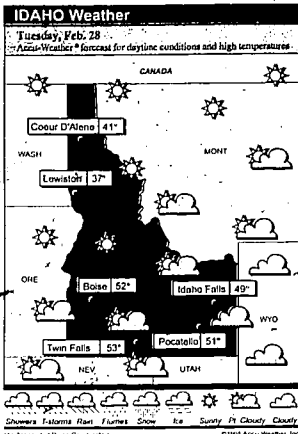 IDAHO Weather
Tuesday, Feb. 28
Accu-Weather® forecast for daytime conditions and high temperatures
CANADA
Coeur D'Alene 41°
WASH
MONT
Lewiston 37°
ORE
Boise 52°
Idaho Falls 49°
WYO
Twin Falls 53°
Pocatello 51°
NEV
UTAH
Showers T-storms Rain Flurries Snow Ice Sunny Pt. Cloudy Cloudy